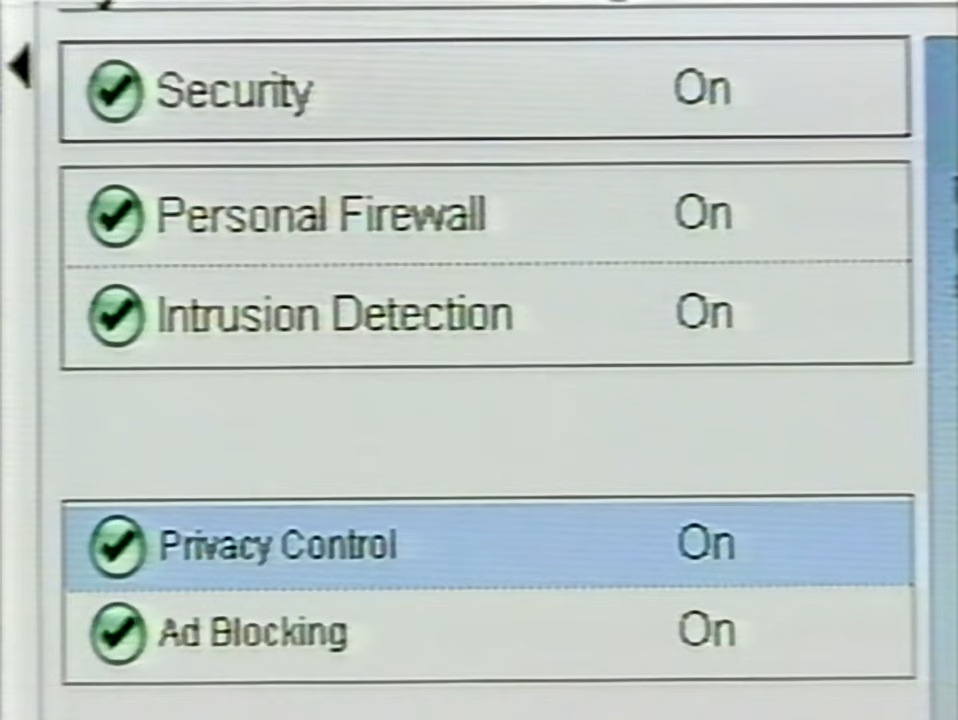 Security On
Personal Firewall On
Intrusion Detection On
Privacy Control On
Ad Blocking On